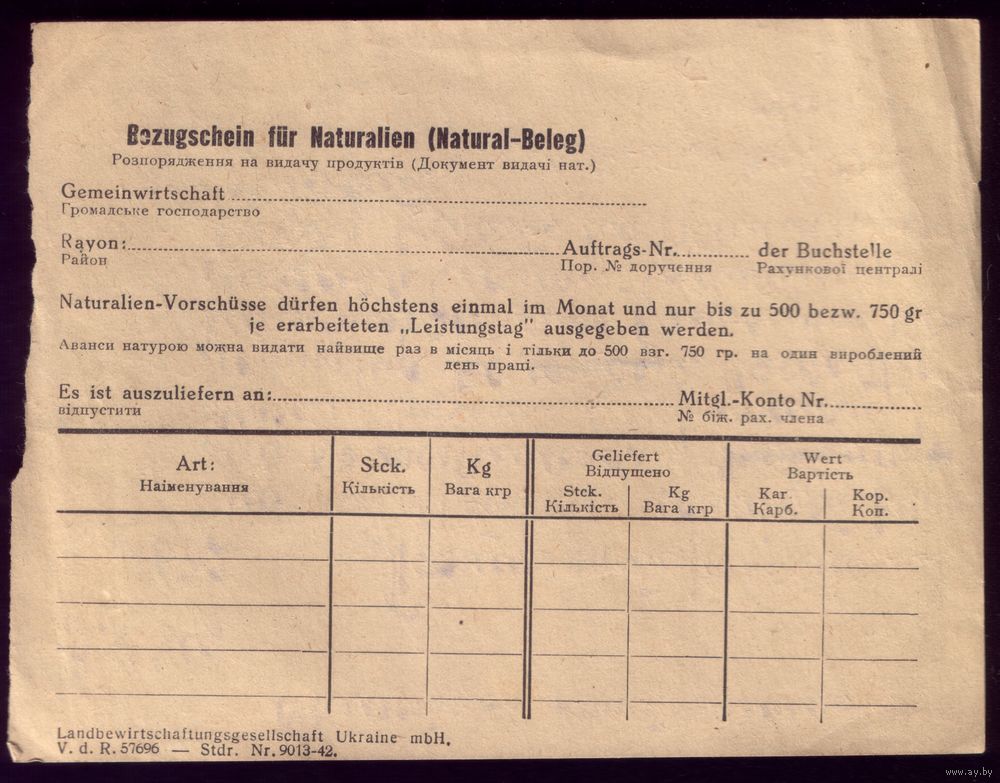 Bezugschein für Naturalien (Natural-Beleg)
Розпорядження на видачу продуктів (Документ видачі нат.)
Gemeinwirtschaft
Громадське господарство
Rayon: Auftrags-Nr. der Buchstelle
Район Пор. № доручення Рахункової централі
Naturalien-Vorschüsse dürfen höchstens einmal im Monat und nur bis zu 500 bezw. 750 gr
je erarbeiteten „Leistungstag" ausgegeben werden.
Аванси натурою можна видати найвище раз в місяць і тільки до 500 взг. 750 гр. на один вироблений
день праці.
Es ist auszuliefern an: Mitgl.-Konto Nr.
відпустити № біж. рах. члена
Art: Stck. Kg Geliefert Wert
Наіменування Кількість Вага кгр Відпущено Вартість
Stck. Kg Kar. Kop.
Кількість Вага кгр Карб. Коп.
Landbewirtschaftungsgesellschaft Ukraine mbH.
V. d. R. 57696 — Stdr. Nr. 9013-42.
www.ay.by